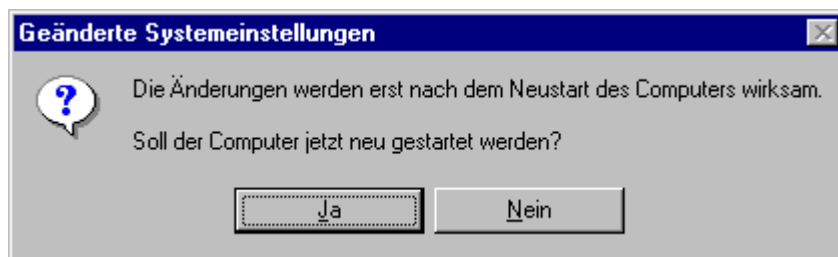 Geänderte Systemeinstellungen
Die Änderungen werden erst nach dem Neustart des Computers wirksam.
Soll der Computer jetzt neu gestartet werden?
Ja
Nein